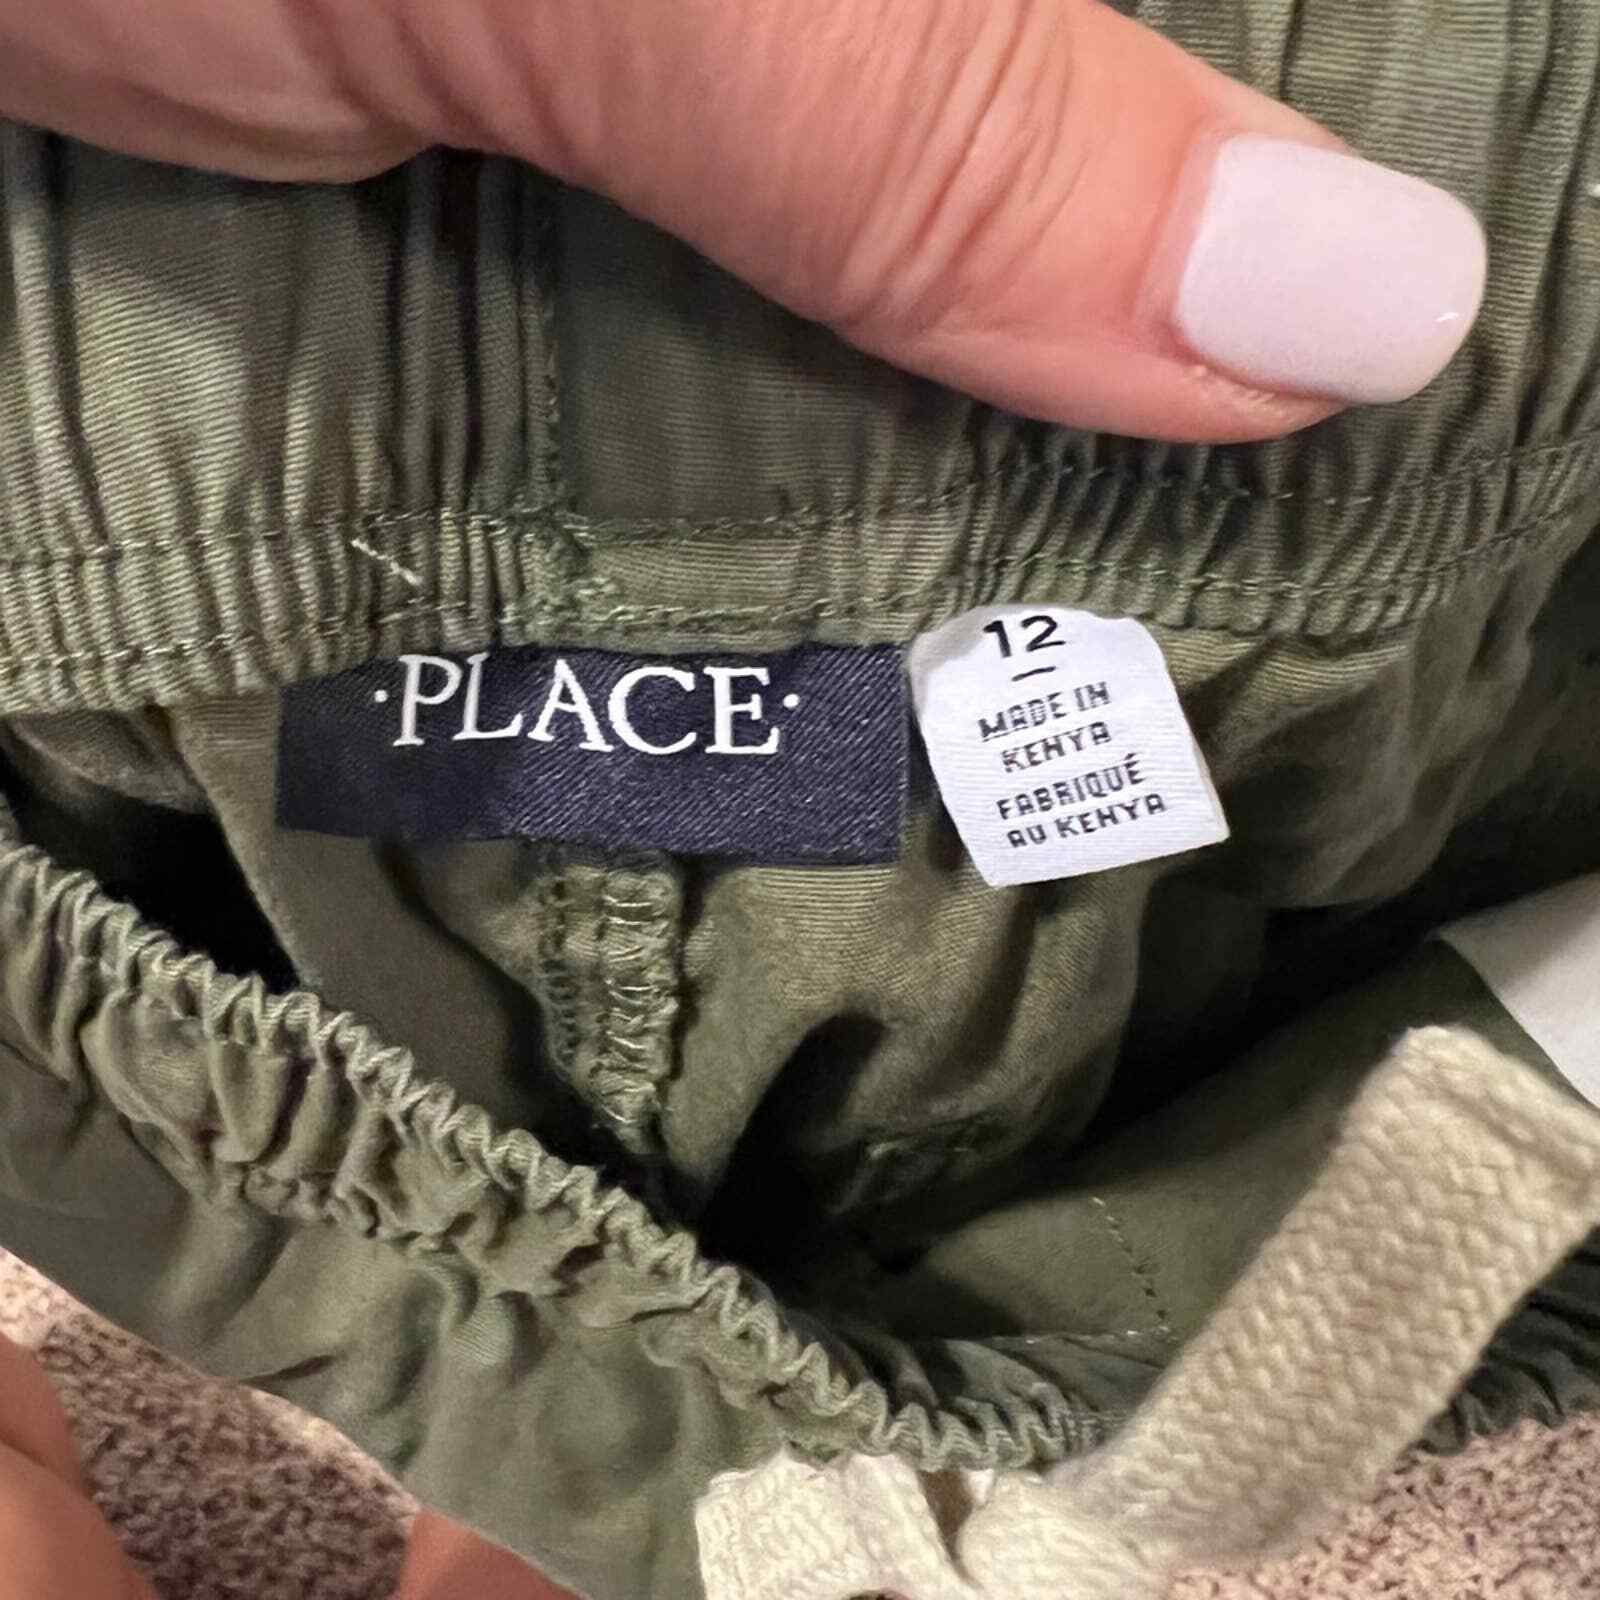 ·PLACE·
12
MADE IN
KENYA
FABRIQUÉ
AU KENYA